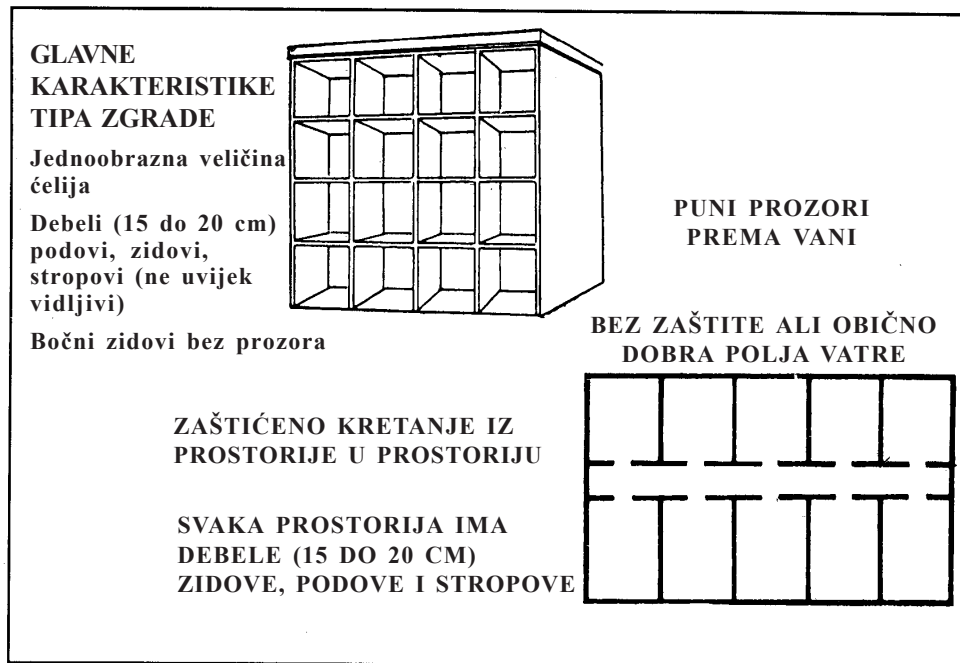 GLAVNE
KARAKTERISTIKE
TIPA ZGRADE
Jednoobrazna veličina
ćelija
Debeli (15 do 20 cm)
podovi, zidovi,
stropovi (ne uvijek
vidljivi)
Bočni zidovi bez prozora
PUNI PROZORI
PREMA VANI
BEZ ZAŠTITE ALI OBIČNO
DOBRA POLJA VATRE
ZAŠTIĆENO KRETANJE IZ
PROSTORIJE U PROSTORIJU
SVAKA PROSTORIJA IMA
DEBELE (15 DO 20 CM)
ZIDOVE, PODOVE I STROPOVE